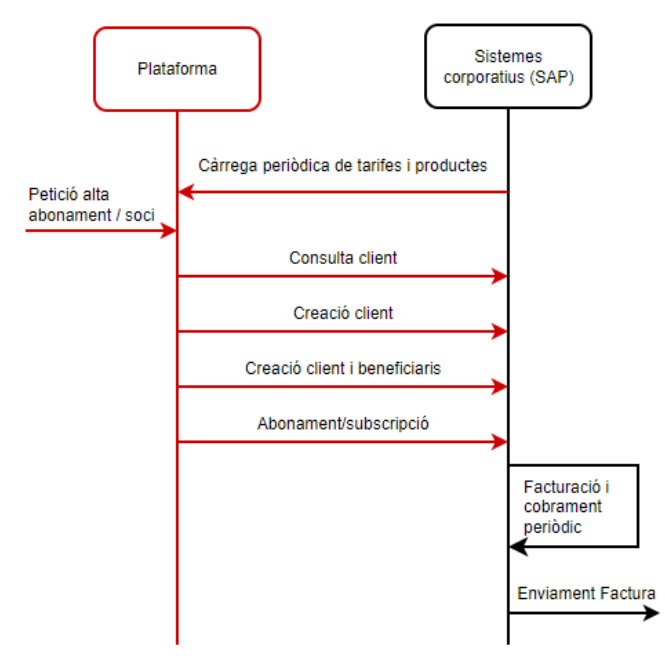 Plataforma
Sistemes
corporatius (SAP)
Càrrega periòdica de tarifes i productes
Petició alta
abonament / soci
Consulta client
Creació client
Creació client i beneficiaris
Abonament/subscripció
Facturació i
cobrament
periòdic
Enviament Factura